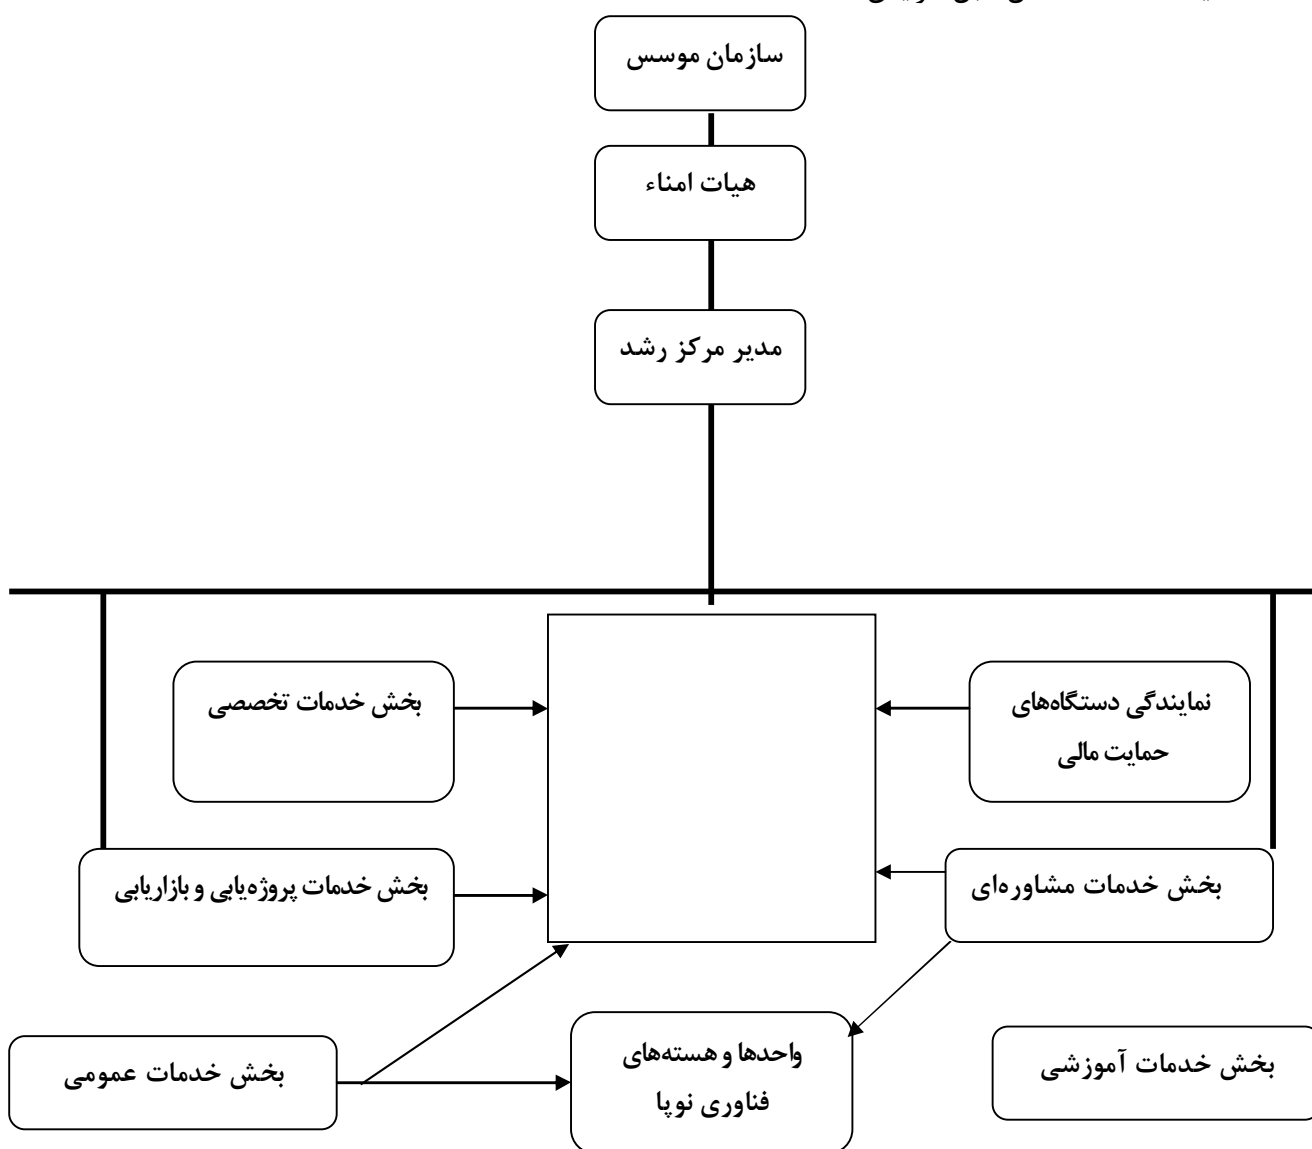 سازمان موسس
هیات امناء
مدیر مرکز رشد
نمایندگی دستگاه‌های
حمایت مالی
بخش خدمات تخصصی
بخش خدمات مشاوره‌ای
بخش خدمات پروژه‌یابی و بازاریابی
بخش خدمات آموزشی
واحدها و هسته‌های
فناوری نوپا
بخش خدمات عمومی